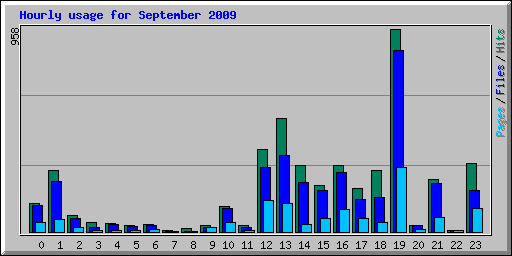 Hourly usage for September 2009
958
Pages / Files / Hits
0 1 2 3 4 5 6 7 8 9 10 11 12 13 14 15 16 17 18 19 20 21 22 23